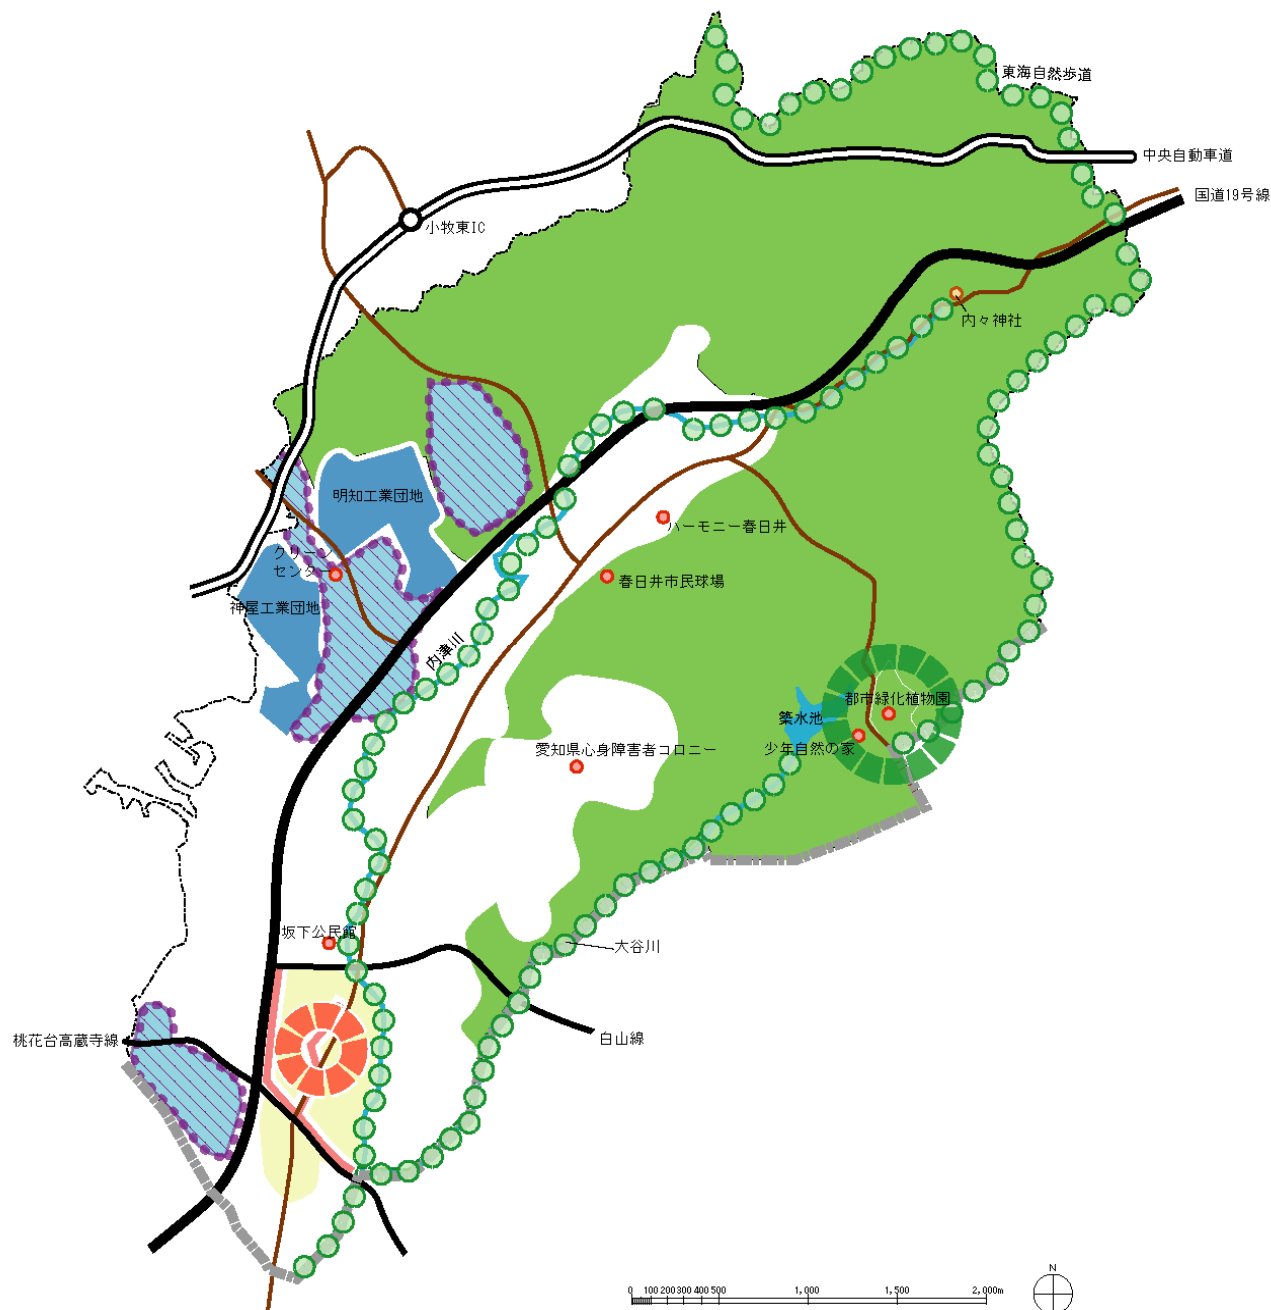 東海自然歩道
中央自動車道
国道19号線
小牧東IC
内々神社
明知工業団地
ハーモニー春日井
クリーン
センター
春日井市民球場
神屋工業団地
内津川
都市緑化植物園
築水池
少年自然の家
愛知県心身障害者コロニー
坂下公民館
大谷川
白山線
桃花台高蔵寺線
N
0 100 200 300 400 500 1,000 1,500 2,000m